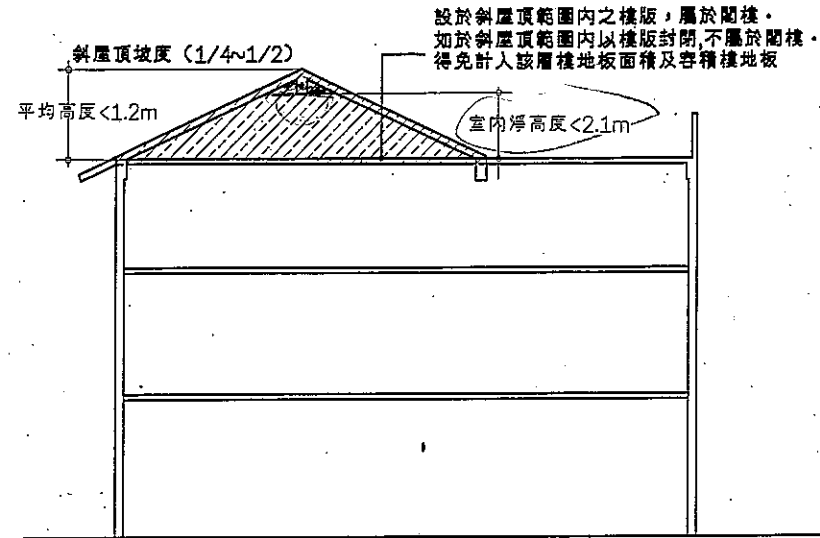 設於斜屋頂範圍內之樓版，屬於閣樓。
如於斜屋頂範圍內以樓版封閉,不屬於閣樓。
得免計入該層樓地板面積及容積樓地板
斜屋頂坡度 (1/4~1/2)
平均高度<1.2m
室內淨高度<2.1m